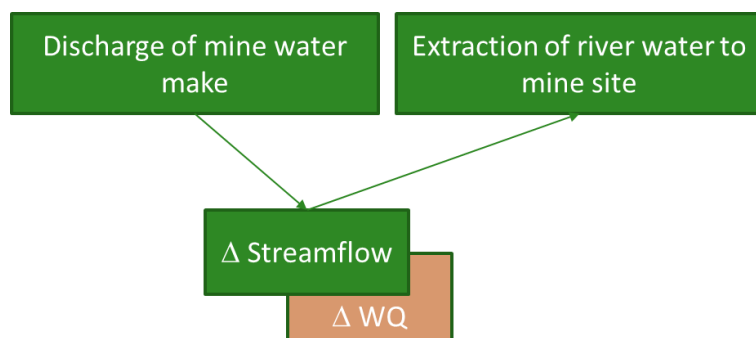 Discharge of mine water
make
Extraction of river water to
mine site
Δ Streamflow
Δ WQ